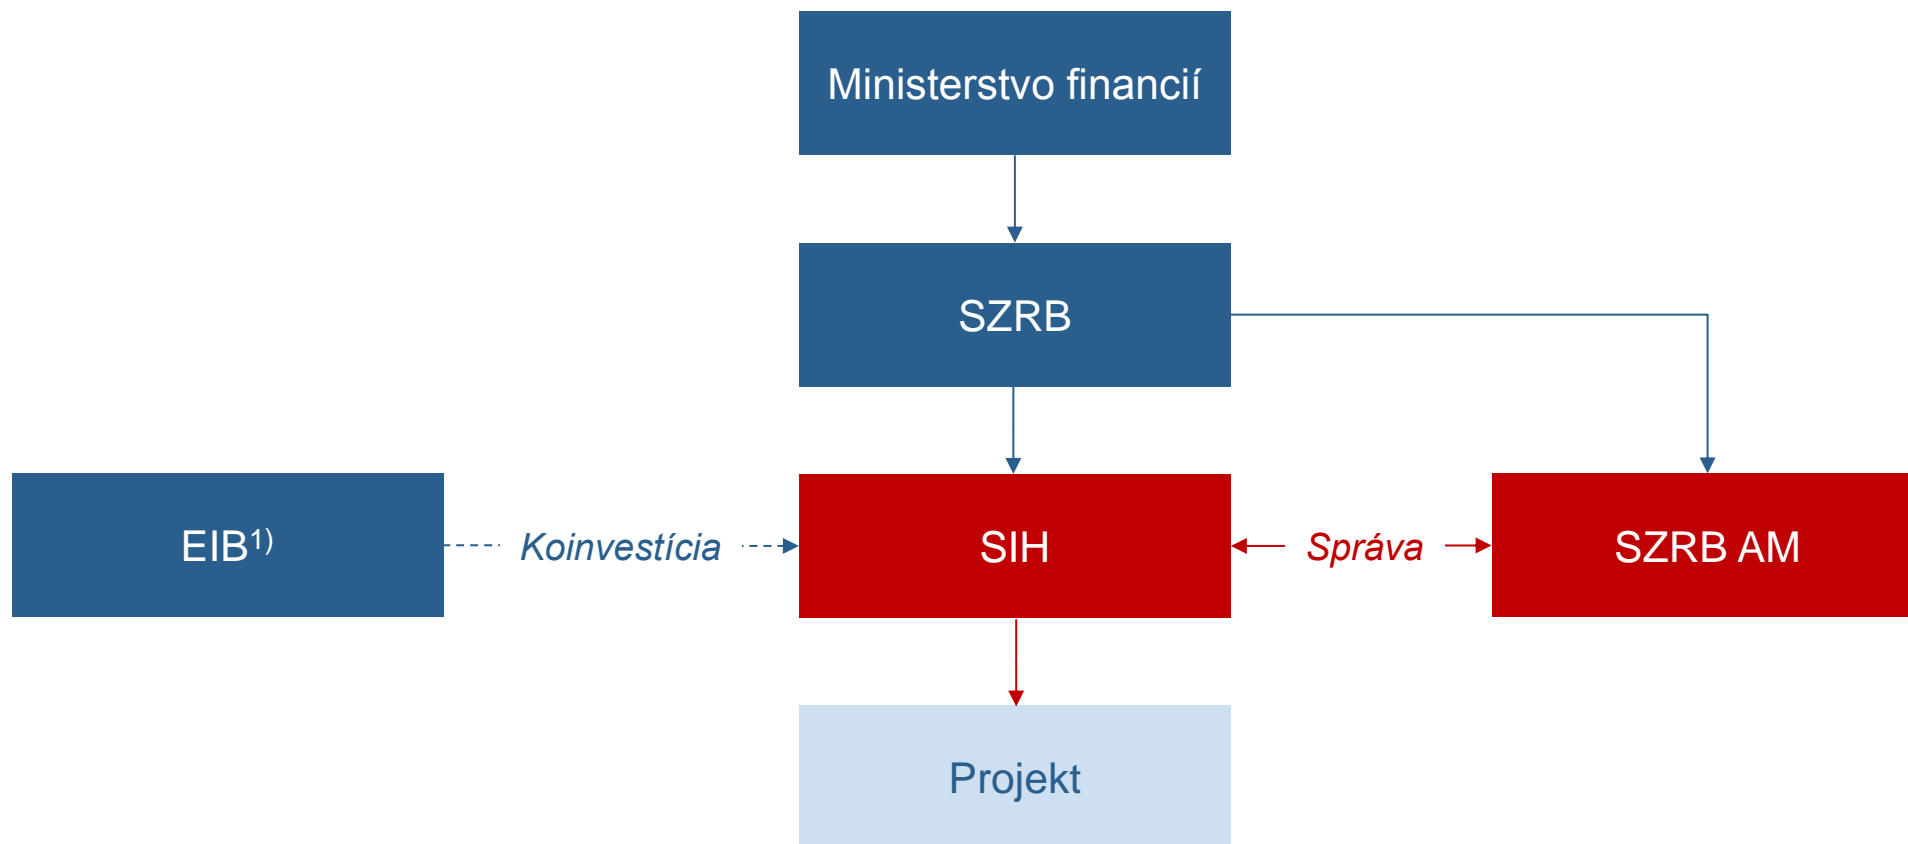 Ministerstvo financií
SZRB
EIB¹⁾
Koinvestícia
SIH
Správa
SZRB AM
Projekt